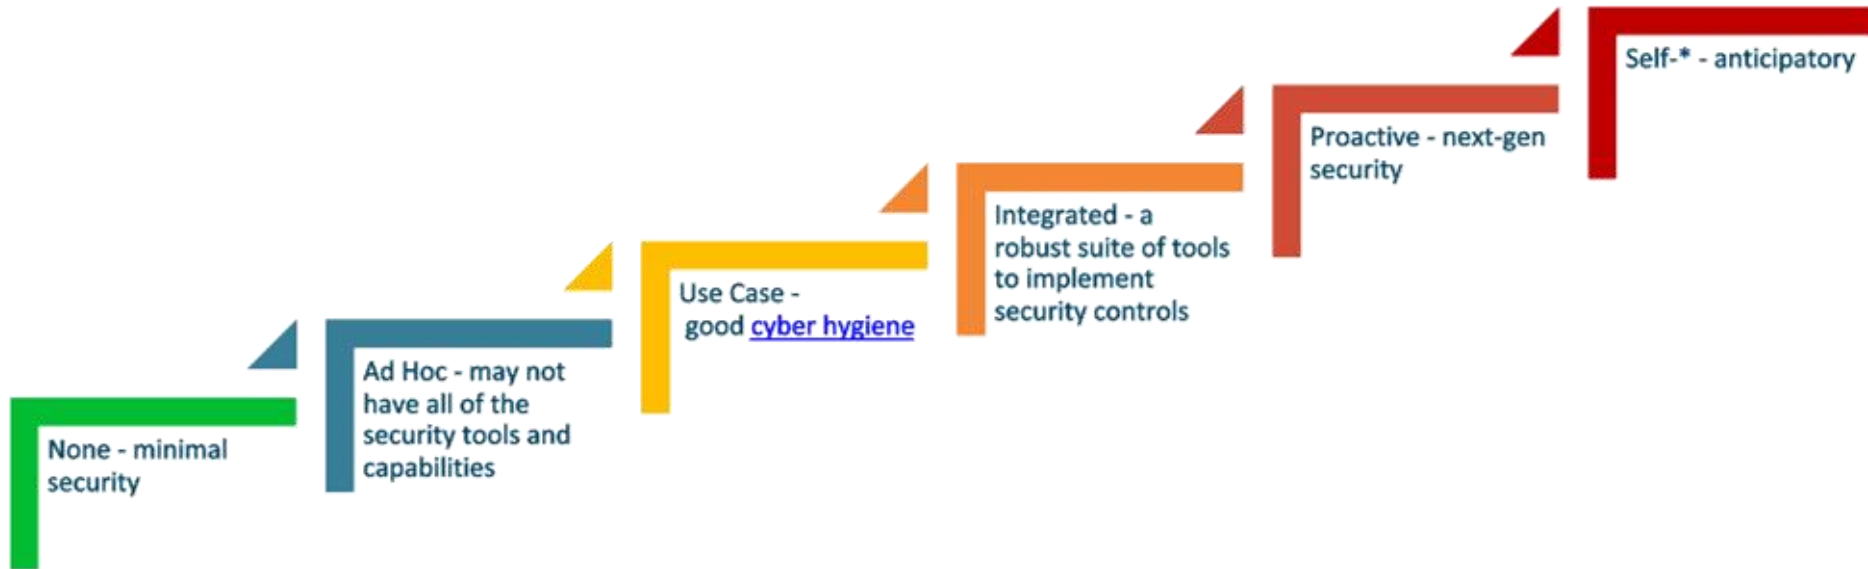 None - minimal
security
Ad Hoc - may not
have all of the
security tools and
capabilities
Use Case -
good cyber hygiene
Integrated - a
robust suite of tools
to implement
security controls
Proactive - next-gen
security
Self-* - anticipatory